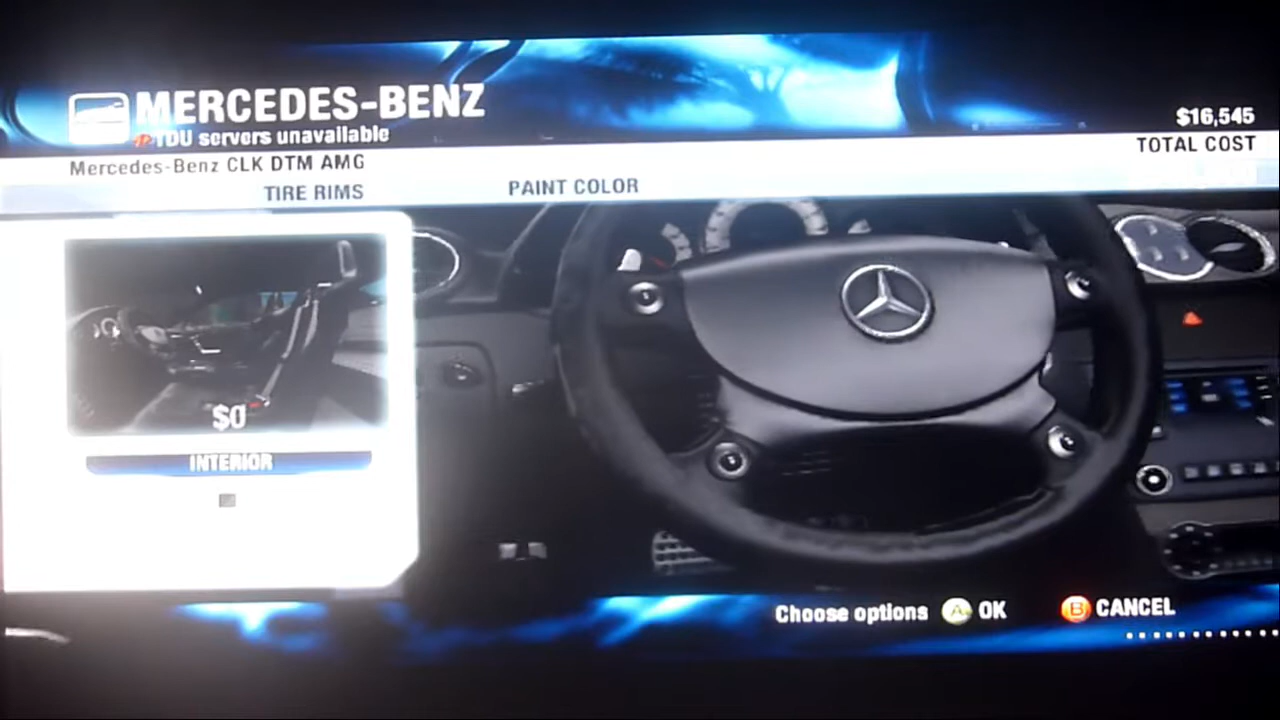 MERCEDES-BENZ
TDU servers unavailable
$16,545
TOTAL COST
Mercedes-Benz CLK DTM AMG
TIRE RIMS
PAINT COLOR
$0
INTERIOR
Choose options A OK B CANCEL